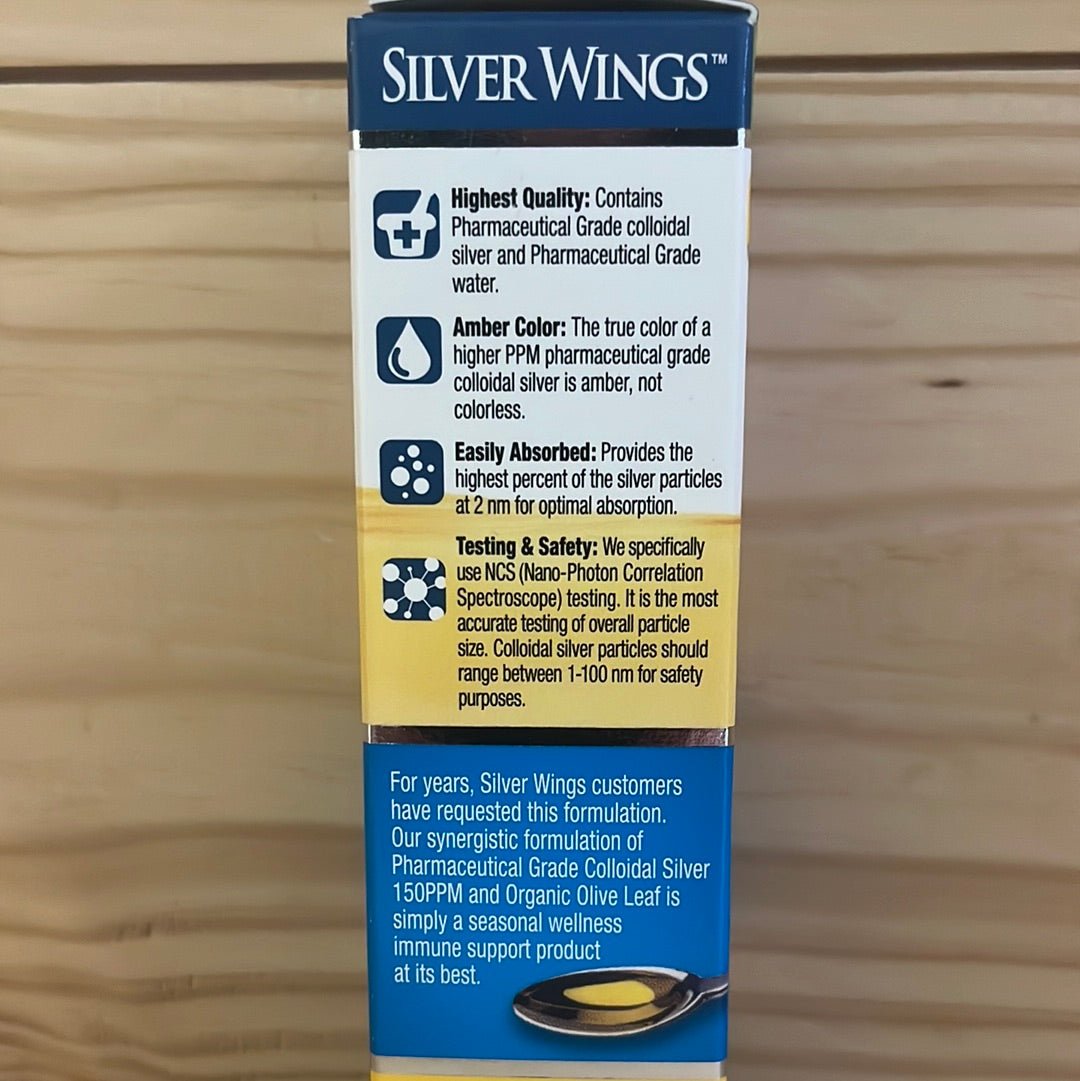 SILVER WINGS™
Highest Quality: Contains
Pharmaceutical Grade colloidal
silver and Pharmaceutical Grade
water.
Amber Color: The true color of a
higher PPM pharmaceutical grade
colloidal silver is amber, not
colorless.
Easily Absorbed: Provides the
highest percent of the silver particles
at 2 nm for optimal absorption.
Testing & Safety: We specifically
use NCS (Nano-Photon Correlation
Spectroscope) testing. It is the most
accurate testing of overall particle
size. Colloidal silver particles should
range between 1-100 nm for safety
purposes.
For years, Silver Wings customers
have requested this formulation.
Our synergistic formulation of
Pharmaceutical Grade Colloidal Silver
150PPM and Organic Olive Leaf is
simply a seasonal wellness
immune support product
at its best.